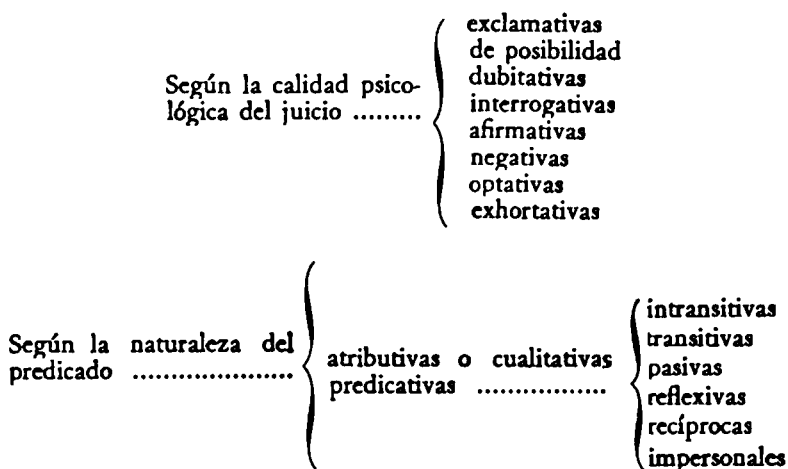 Según la calidad psico-
lógica del juicio .........
exclamativas
de posibilidad
dubitativas
interrogativas
afirmativas
negativas
optativas
exhortativas
Según la naturaleza del
predicado .....................
atributivas o cualitativas
predicativas .................
intransitivas
transitivas
pasivas
reflexivas
recíprocas
impersonales